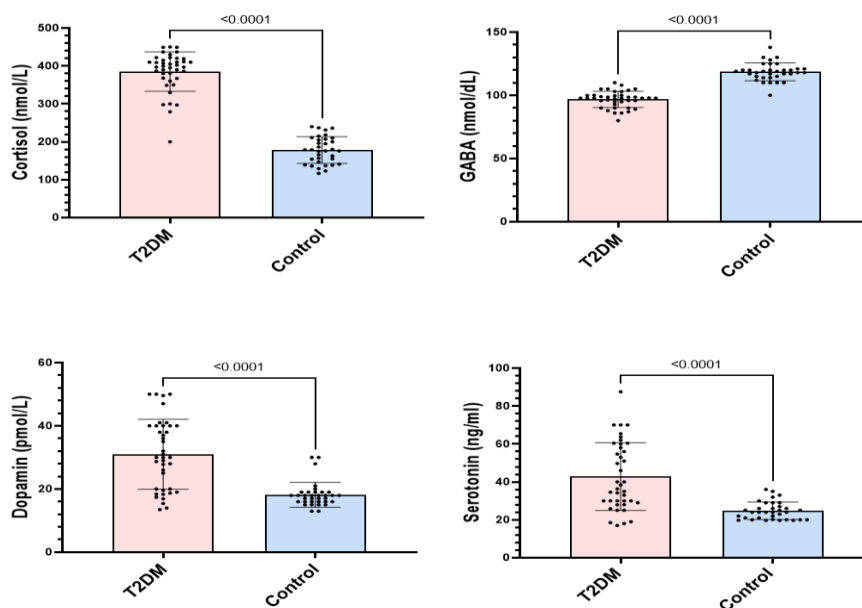 <0.0001
500
400
300
200
100
0
Cortisol (nmol/L)
T2DM
Control
<0.0001
150
100
50
0
GABA (nmol/dL)
T2DM
Control
<0.0001
60
40
20
0
Dopamin (pmol/L)
T2DM
Control
<0.0001
100
80
60
40
20
0
Serotonin (ng/ml)
T2DM
Control